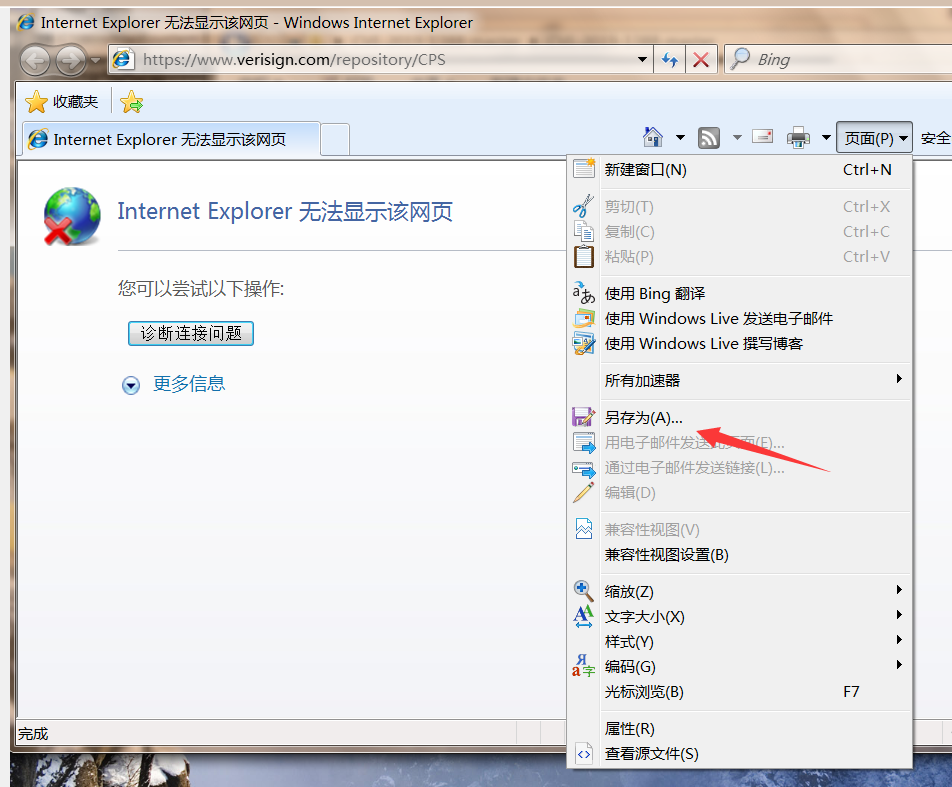 Internet Explorer 无法显示该网页 - Windows Internet Explorer
https://www.verisign.com/repository/CPS
Bing
收藏夹
Internet Explorer 无法显示该网页
页面(P)
安全
Internet Explorer 无法显示该网页
您可以尝试以下操作:
诊断连接问题
更多信息
新建窗口(N) Ctrl+N
剪切(T) Ctrl+X
复制(C) Ctrl+C
粘贴(P) Ctrl+V
使用 Bing 翻译
使用 Windows Live 发送电子邮件
使用 Windows Live 撰写博客
所有加速器
另存为(A)...
用电子邮件发送此页面(E)...
通过电子邮件发送链接(L)...
编辑(D)
兼容性视图(V)
兼容性视图设置(B)
缩放(Z)
文字大小(X)
样式(Y)
编码(G)
光标浏览(B) F7
属性(R)
查看源文件(S)
完成